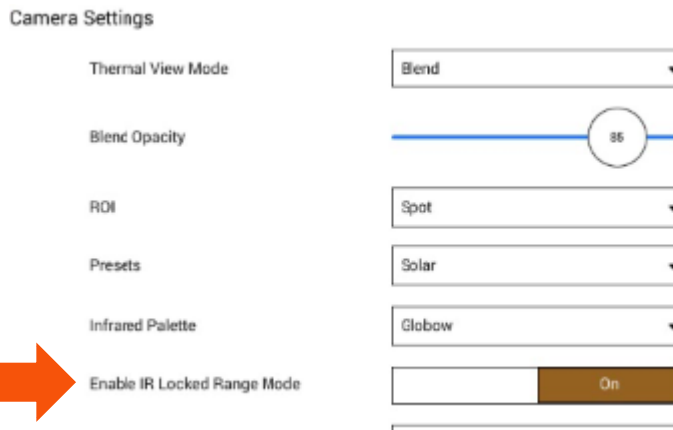 Camera Settings
Thermal View Mode Blend
Blend Opacity 85
ROI Spot
Presets Solar
Infrared Palette Globow
Enable IR Locked Range Mode On